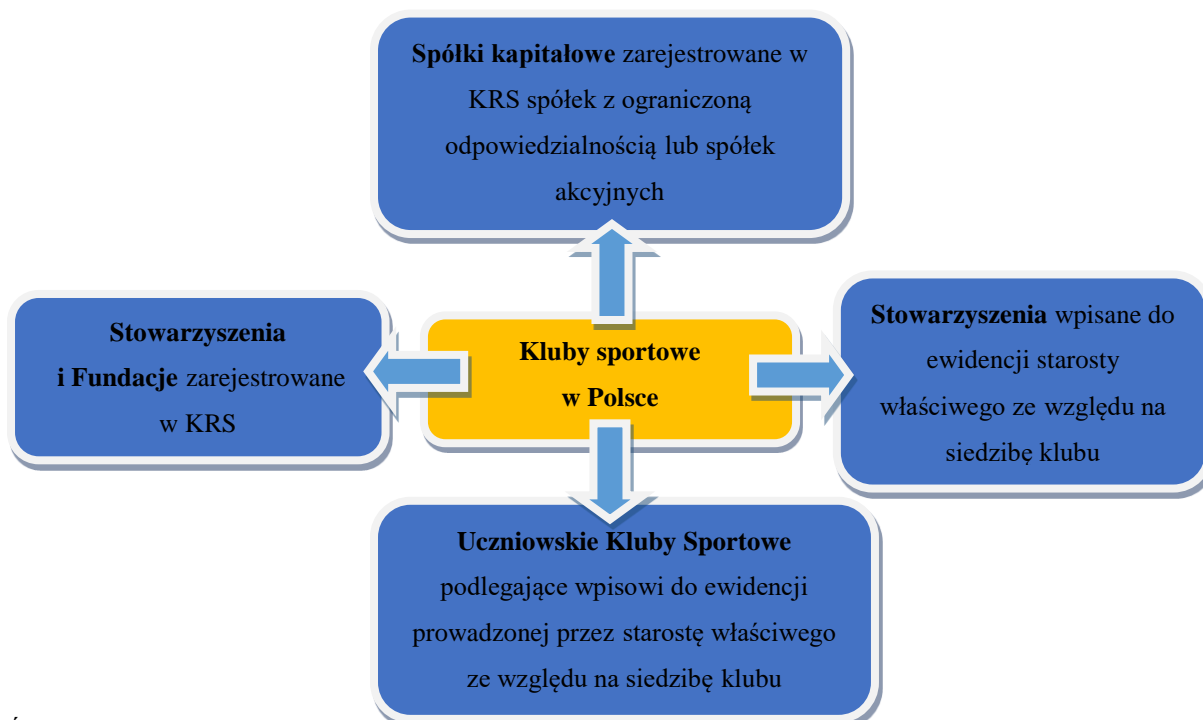 Spółki kapitałowe zarejestrowane w
KRS spółek z ograniczoną
odpowiedzialnością lub spółek
akcyjnych
Stowarzyszenia
i Fundacje zarejestrowane
w KRS
Kluby sportowe
w Polsce
Stowarzyszenia wpisane do
ewidencji starosty
właściwego ze względu na
siedzibę klubu
Uczniowskie Kluby Sportowe
podlegające wpisowi do ewidencji
prowadzonej przez starostę właściwego
ze względu na siedzibę klubu